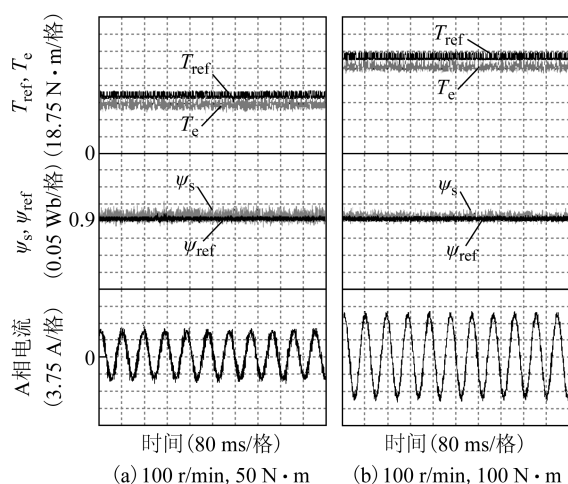 T_ref, T_e
(18.75 N·m/格)
ψ_s, ψ_ref
(0.05 Wb/格)
A相电流
(3.75 A/格)
0
0.9
0
T_ref
T_e
ψ_s
ψ_ref
时间(80 ms/格)
(a) 100 r/min, 50 N·m
T_ref
T_e
ψ_s
ψ_ref
时间(80 ms/格)
(b) 100 r/min, 100 N·m